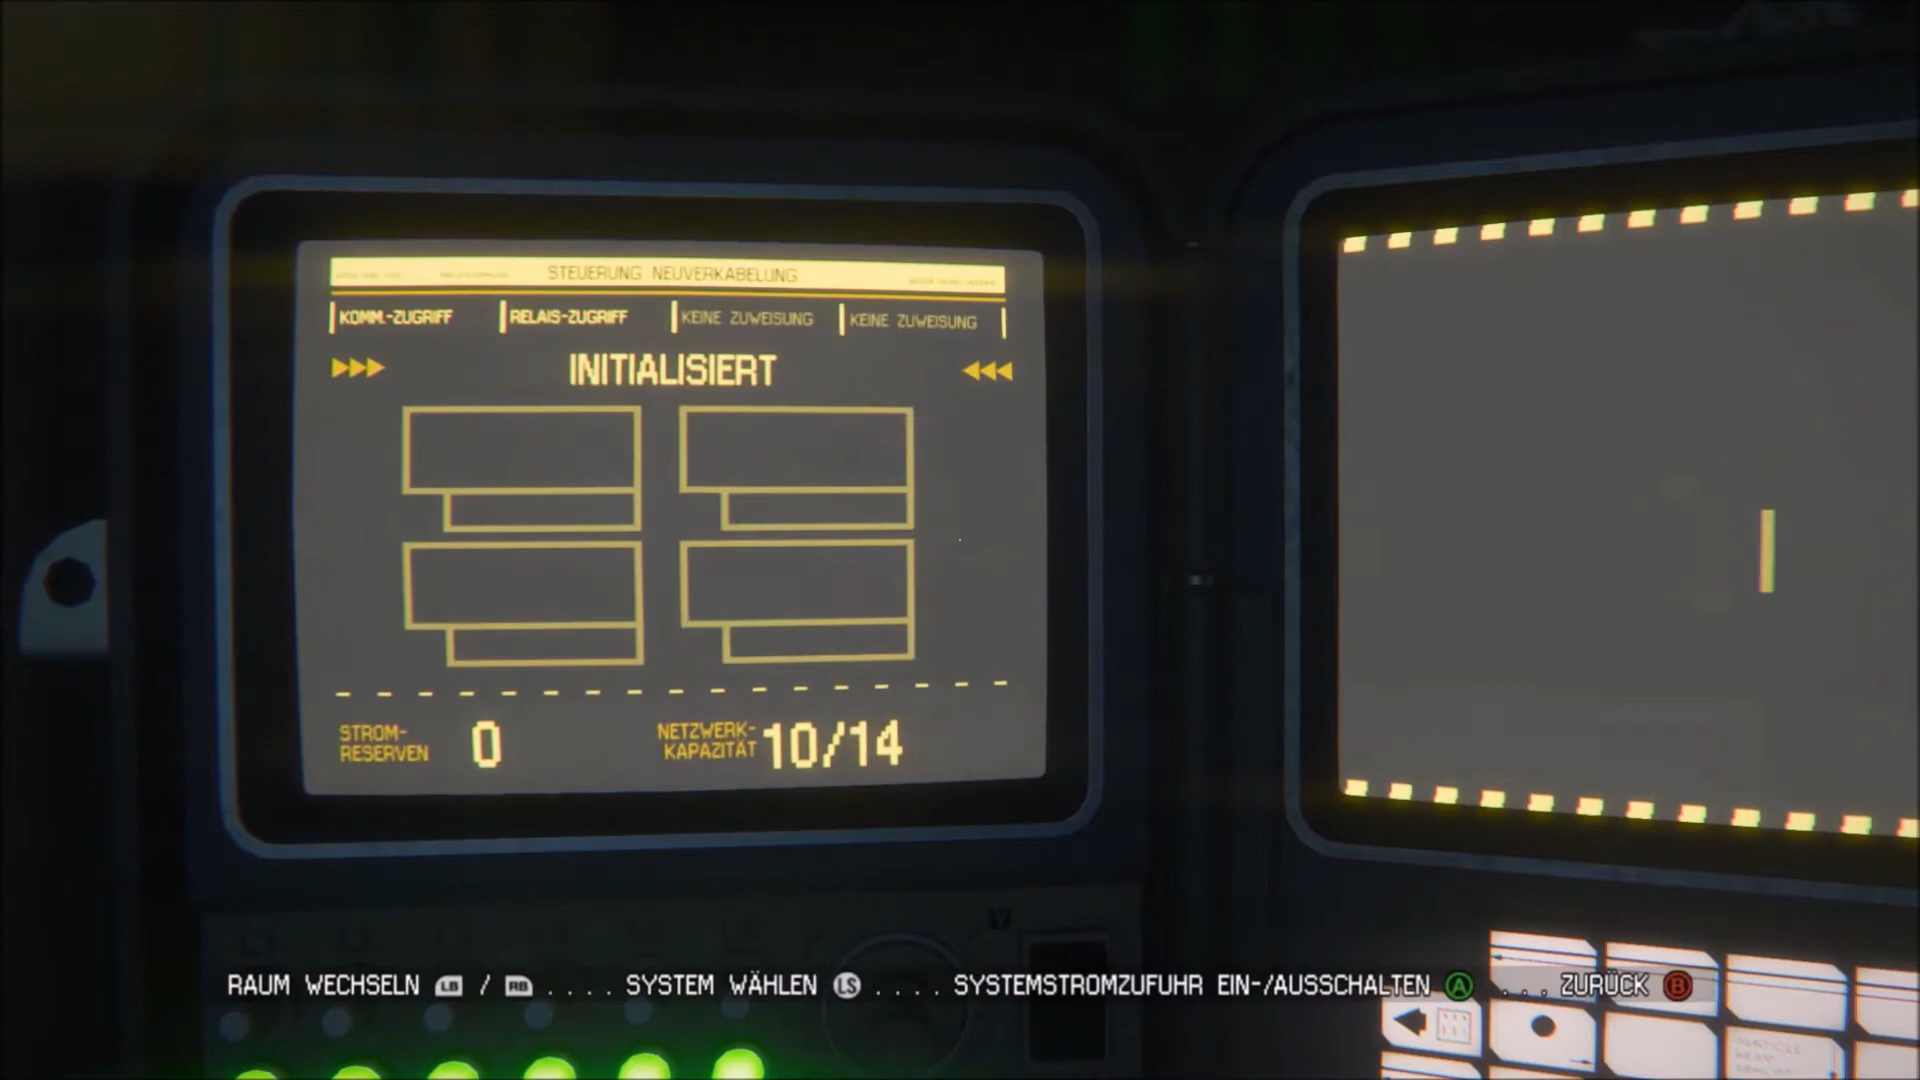 STEUERUNG NEUVERKABELUNG
KOMM.-ZUGRIFF
RELAIS-ZUGRIFF
KEINE ZUWEISUNG
KEINE ZUWEISUNG
INITIALISIERT
STROM-
RESERVEN
0
NETZWERK-
KAPAZITÄT
10/14
RAUM WECHSELN LB / RB .... SYSTEM WÄHLEN LS .... SYSTEMSTROMZUFUHR EIN-/AUSSCHALTEN A ... ZURÜCK B